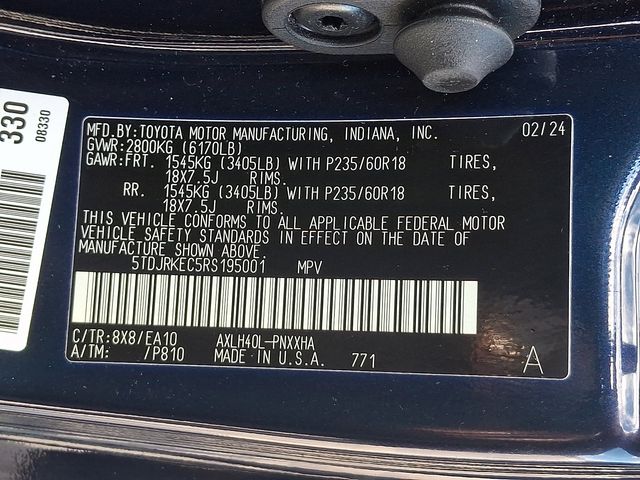 330
08330
MFD.BY:TOYOTA MOTOR MANUFACTURING, INDIANA, INC. 02/24
GVWR:2800KG (6170LB)
GAWR:FRT. 1545KG (3405LB) WITH P235/60R18 TIRES,
18X7.5J RIMS.
RR. 1545KG (3405LB) WITH P235/60R18 TIRES,
18X7.5J RIMS.
THIS VEHICLE CONFORMS TO ALL APPLICABLE FEDERAL MOTOR
VEHICLE SAFETY STANDARDS IN EFFECT ON THE DATE OF
MANUFACTURE SHOWN ABOVE.
5TDJRKEC5RS195001 MPV
C/TR:8X8/EA10 AXLH40L-PNXXHA
A/TM: /P810 MADE IN U.S.A. 771 A